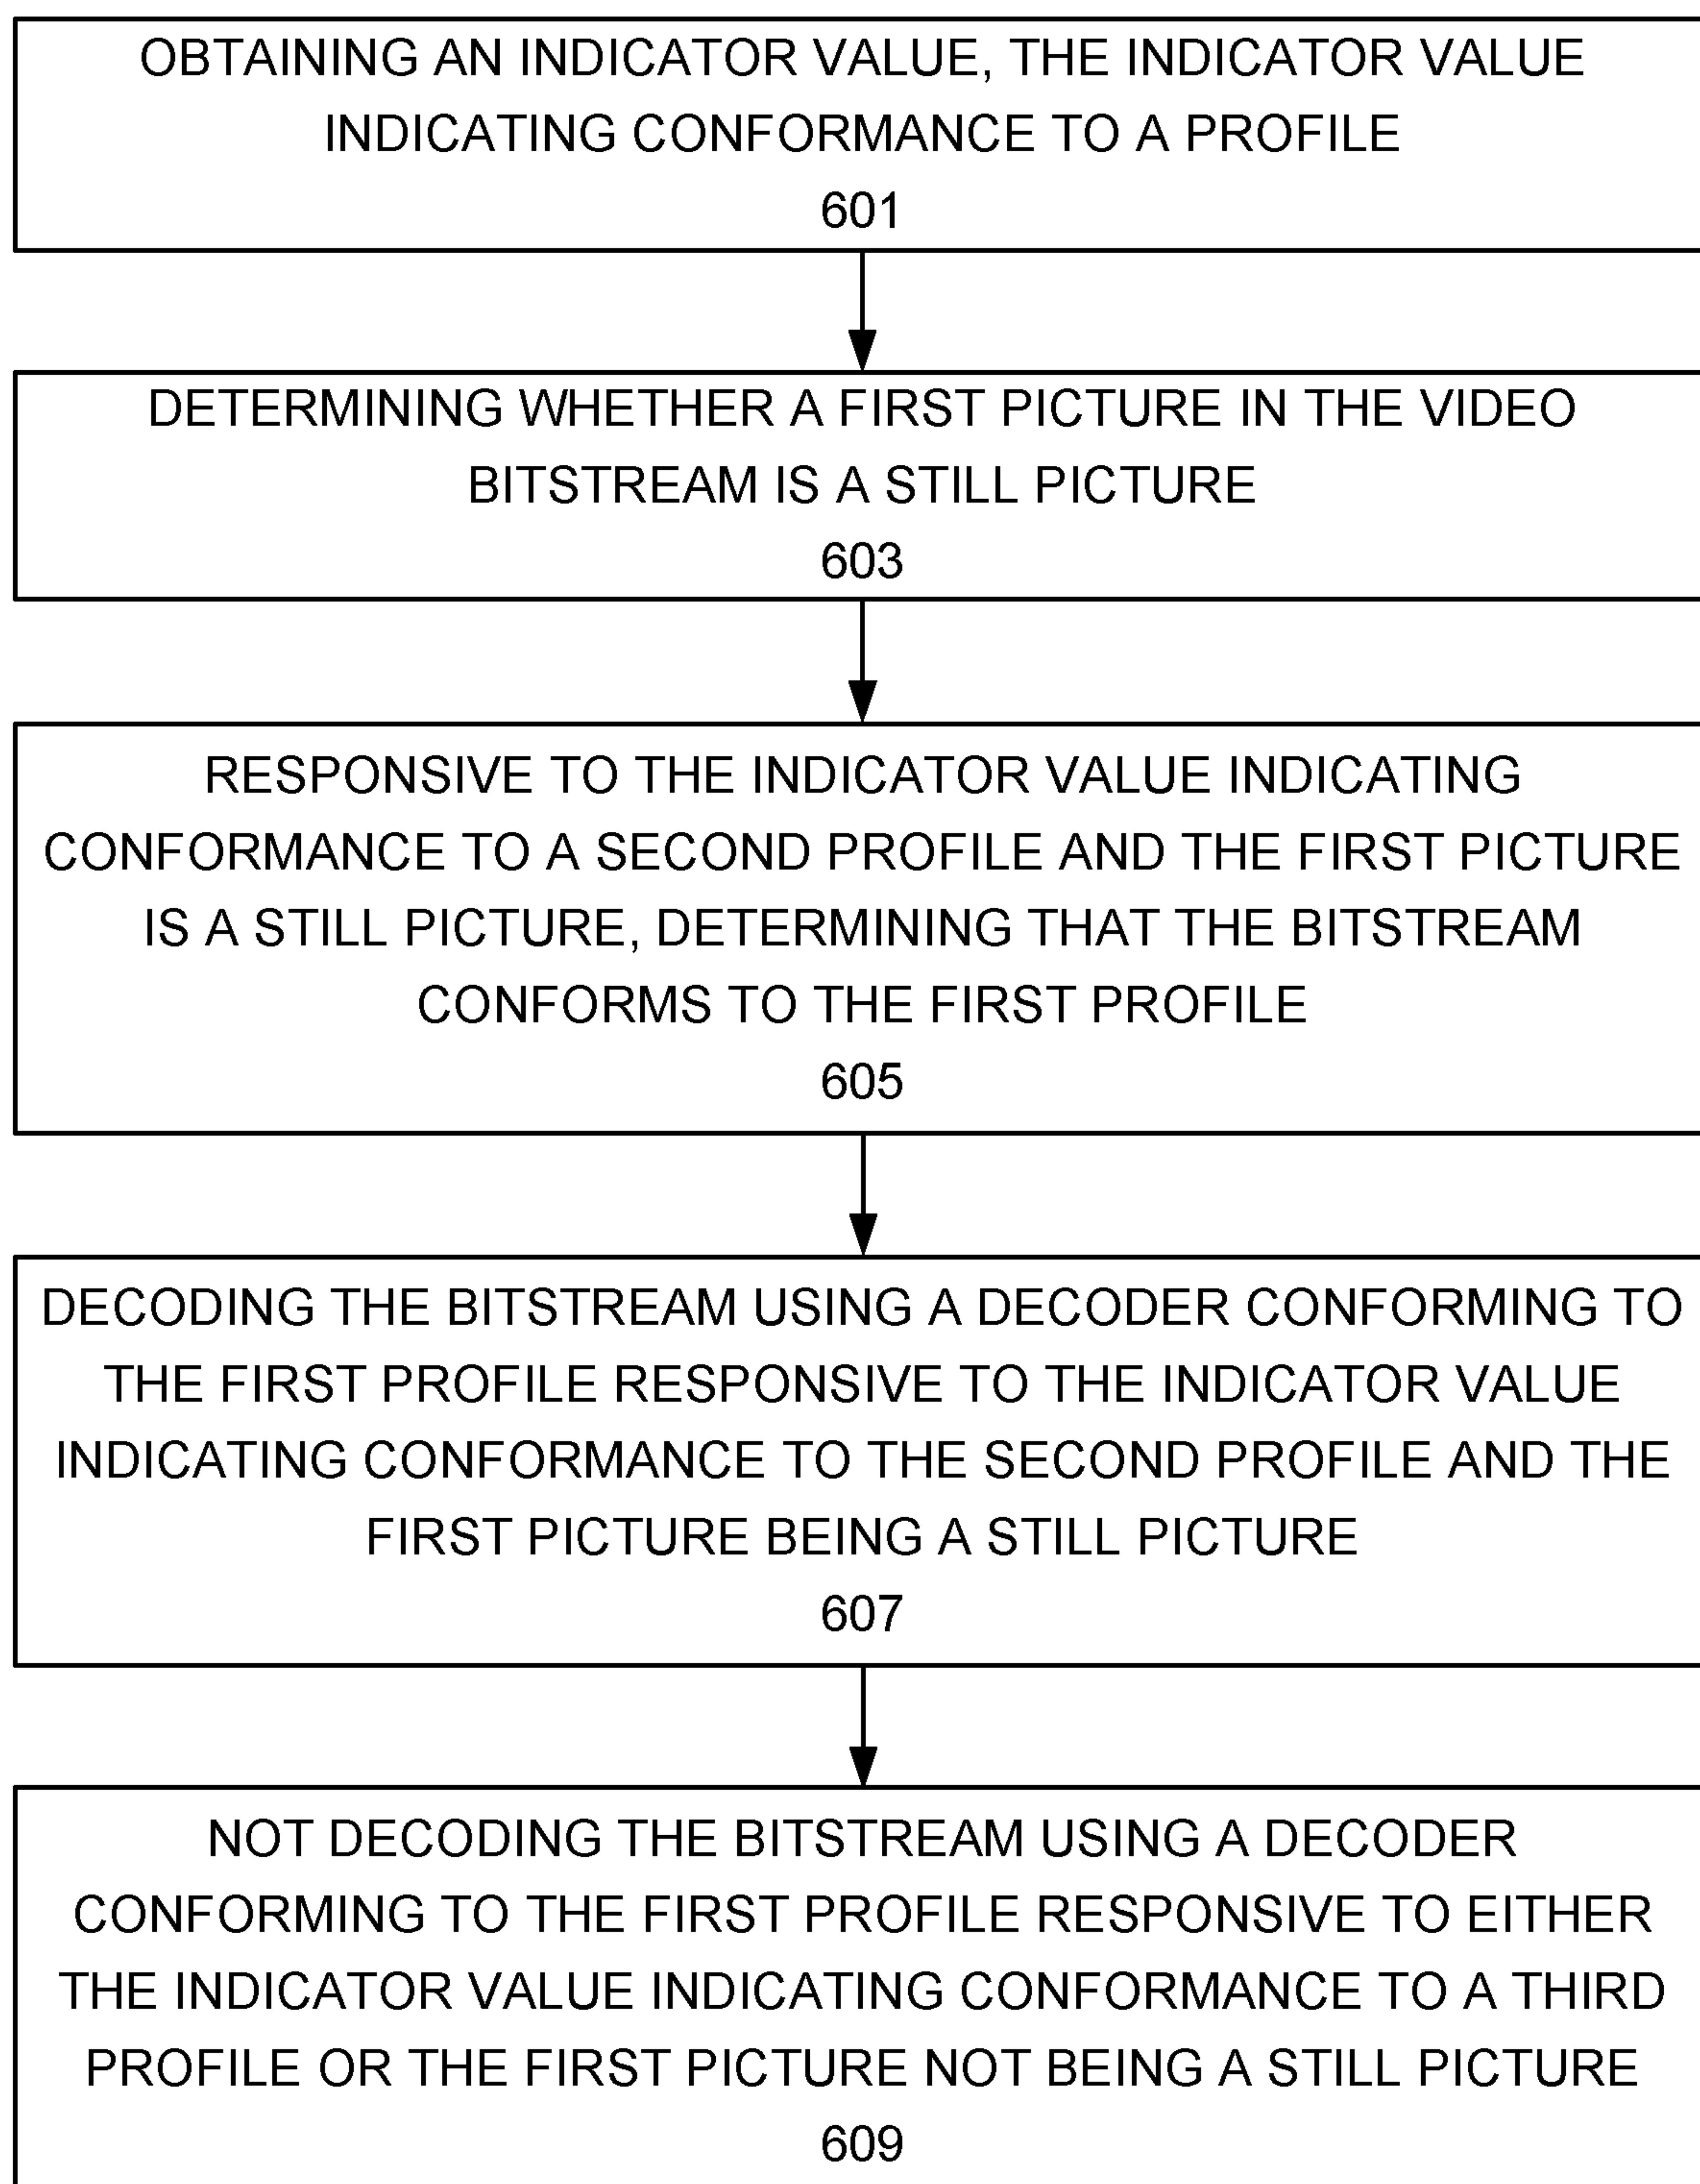 OBTAINING AN INDICATOR VALUE, THE INDICATOR VALUE
INDICATING CONFORMANCE TO A PROFILE
601
DETERMINING WHETHER A FIRST PICTURE IN THE VIDEO
BITSTREAM IS A STILL PICTURE
603
RESPONSIVE TO THE INDICATOR VALUE INDICATING
CONFORMANCE TO A SECOND PROFILE AND THE FIRST PICTURE
IS A STILL PICTURE, DETERMINING THAT THE BITSTREAM
CONFORMS TO THE FIRST PROFILE
605
DECODING THE BITSTREAM USING A DECODER CONFORMING TO
THE FIRST PROFILE RESPONSIVE TO THE INDICATOR VALUE
INDICATING CONFORMANCE TO THE SECOND PROFILE AND THE
FIRST PICTURE BEING A STILL PICTURE
607
NOT DECODING THE BITSTREAM USING A DECODER
CONFORMING TO THE FIRST PROFILE RESPONSIVE TO EITHER
THE INDICATOR VALUE INDICATING CONFORMANCE TO A THIRD
PROFILE OR THE FIRST PICTURE NOT BEING A STILL PICTURE
609